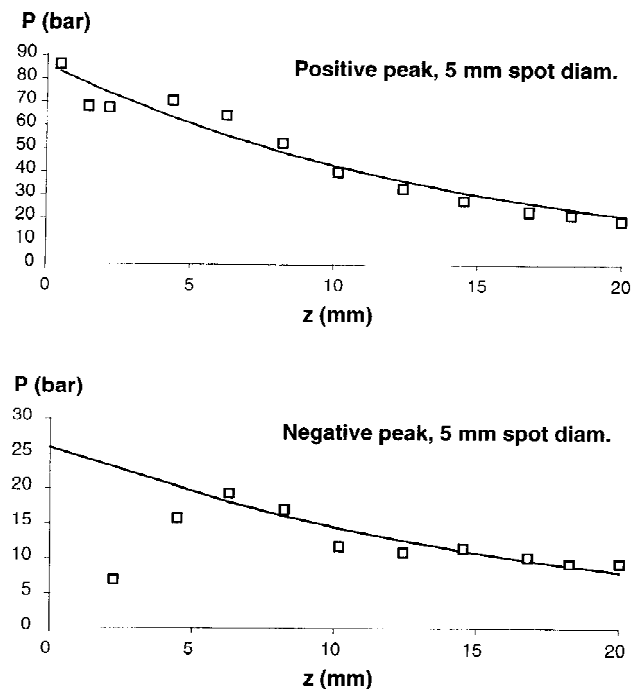 P (bar)
Positive peak, 5 mm spot diam.
90
80
70
60
50
40
30
20
10
0
0 5 10 15 20
z (mm)
P (bar)
Negative peak, 5 mm spot diam.
30
25
20
15
10
5
0
0 5 10 15 20
z (mm)